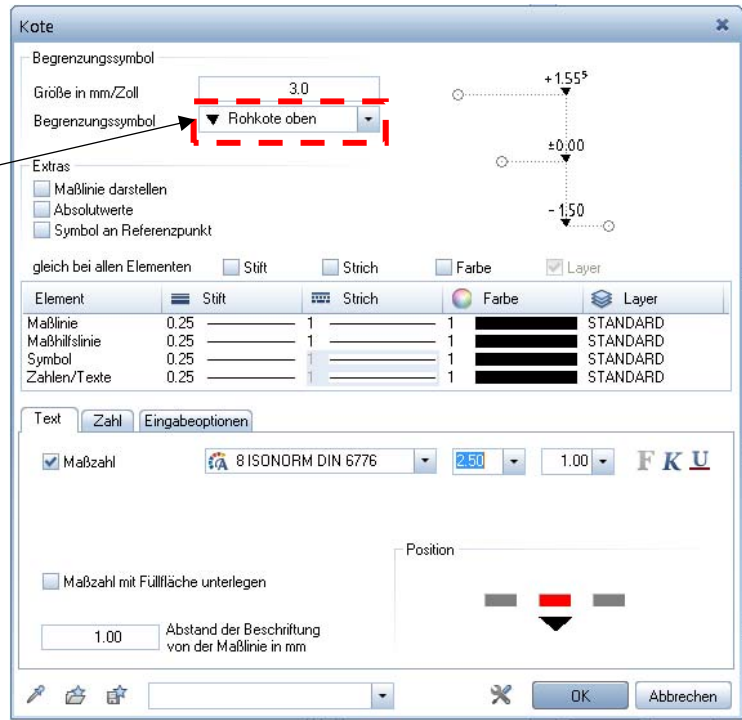 Kote
Begrenzungssymbol
Größe in mm/Zoll 3.0
Begrenzungssymbol Rohkote oben
+1.55⁵
±0.00
- 1.50
Extras
Maßlinie darstellen
Absolutwerte
Symbol an Referenzpunkt
gleich bei allen Elementen Stift Strich Farbe Layer
Element Stift Strich Farbe Layer
Maßlinie 0.25 1 1 STANDARD
Maßhilfslinie 0.25 1 1 STANDARD
Symbol 0.25 1 1 STANDARD
Zahlen/Texte 0.25 1 1 STANDARD
Text Zahl Eingabeoptionen
Maßzahl 8 ISONORM DIN 6776 2.50 1.00 F K U
Position
Maßzahl mit Füllfläche unterlegen
1.00 Abstand der Beschriftung
von der Maßlinie in mm
OK Abbrechen